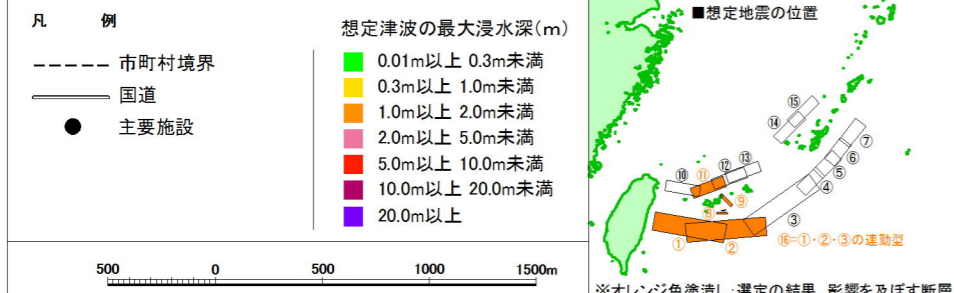 凡 例
市町村境界
国道
主要施設
想定津波の最大浸水深(m)
0.01m以上 0.3m未満
0.3m以上 1.0m未満
1.0m以上 2.0m未満
2.0m以上 5.0m未満
5.0m以上 10.0m未満
10.0m以上 20.0m未満
20.0m以上
500 0 500 1000 1500m
■想定地震の位置
⑮
⑭
⑦
⑥
⑤
④
⑬
⑫
⑪
⑩
⑨
⑧
③
①
②
⑯=①・②・③の連動型
※オレンジ色塗潰し:選定の結果、影響を及ぼす断層